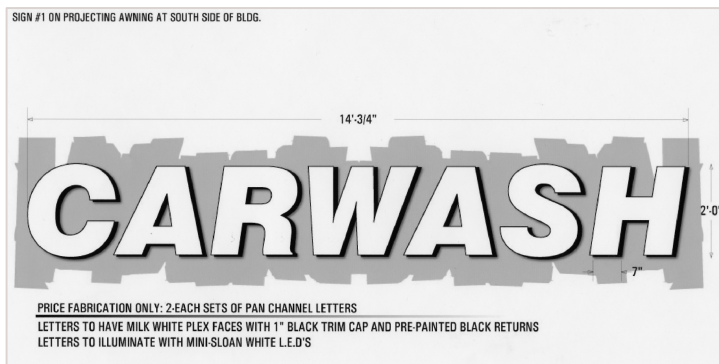 SIGN #1 ON PROJECTING AWNING AT SOUTH SIDE OF BLDG.
14'-3/4"
CARWASH
2'-0"
7"
PRICE FABRICATION ONLY: 2-EACH SETS OF PAN CHANNEL LETTERS
LETTERS TO HAVE MILK WHITE PLEX FACES WITH 1" BLACK TRIM CAP AND PRE-PAINTED BLACK RETURNS
LETTERS TO ILLUMINATE WITH MINI-SLOAN WHITE L.E.D'S